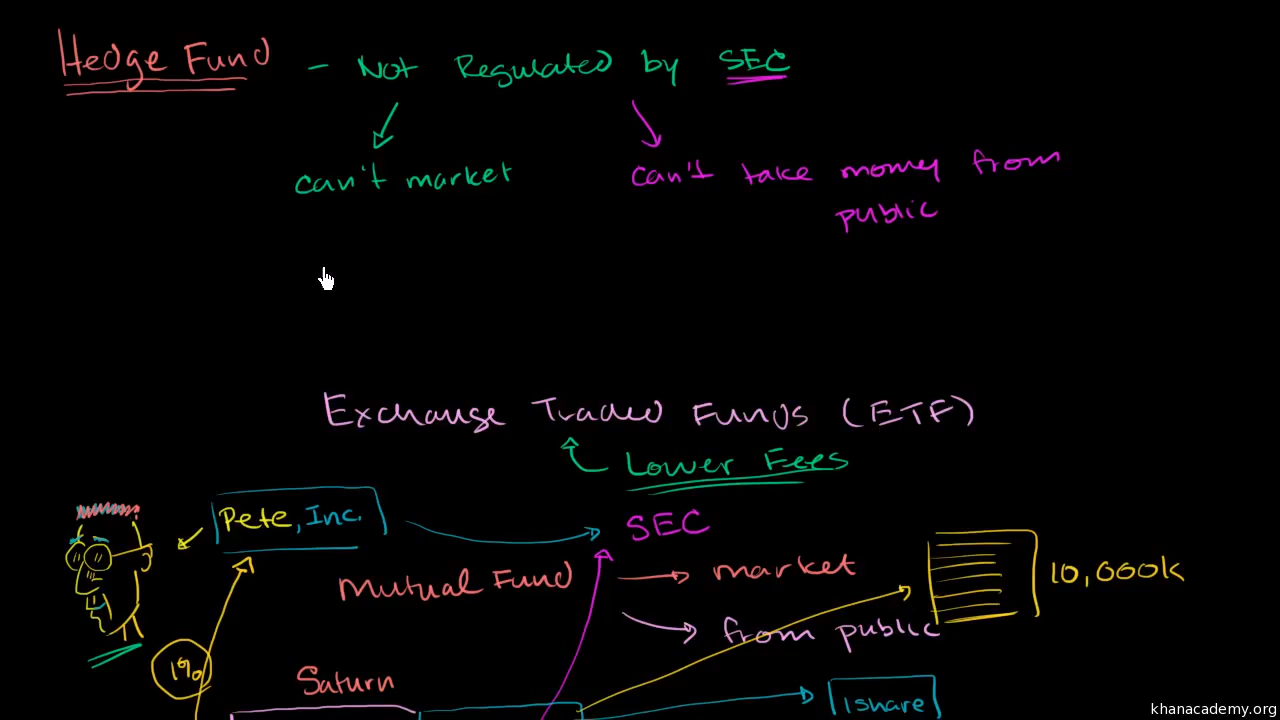 Hedge Fund - Not Regulated by SEC
can't market
can't take money from
public
Exchange Traded Funds (ETF)
Lower Fees
Pete, Inc.
SEC
Mutual Fund
market
10,000k
from public
1%
Saturn
1 share
khanacademy.org